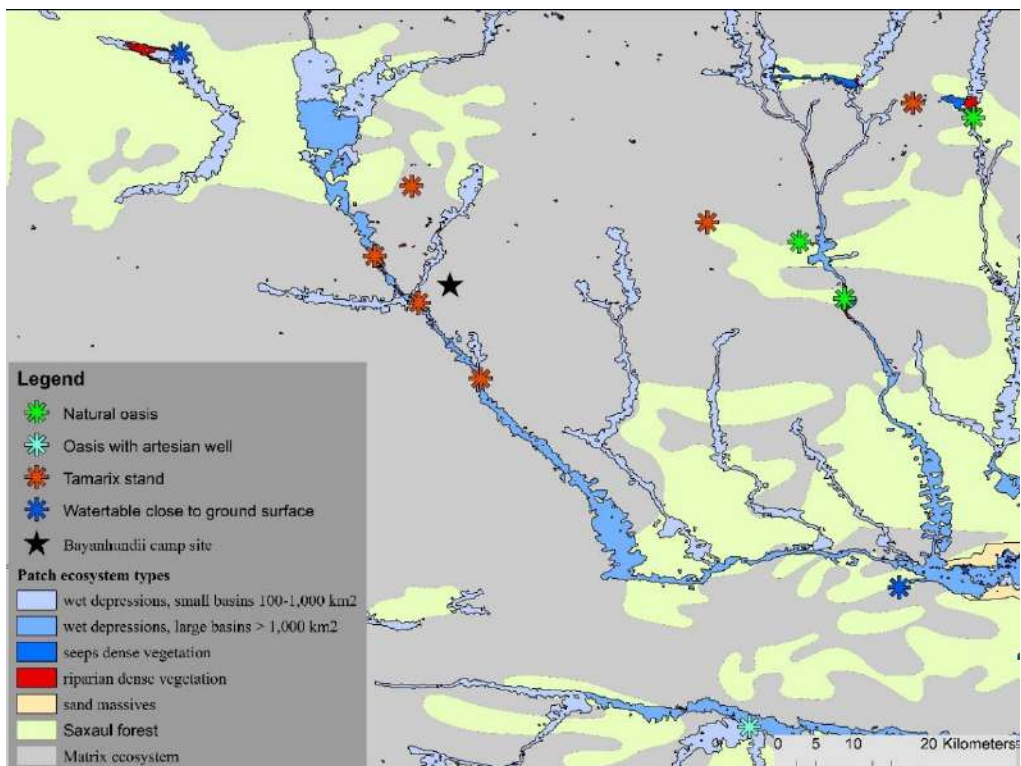 Legend
Natural oasis
Oasis with artesian well
Tamarix stand
Watertable close to ground surface
Bayanhundii camp site
Patch ecosystem types
wet depressions, small basins 100-1,000 km2
wet depressions, large basins > 1,000 km2
seeps dense vegetation
riparian dense vegetation
sand massives
Saxaul forest
Matrix ecosystem
0 5 10 20 Kilometers